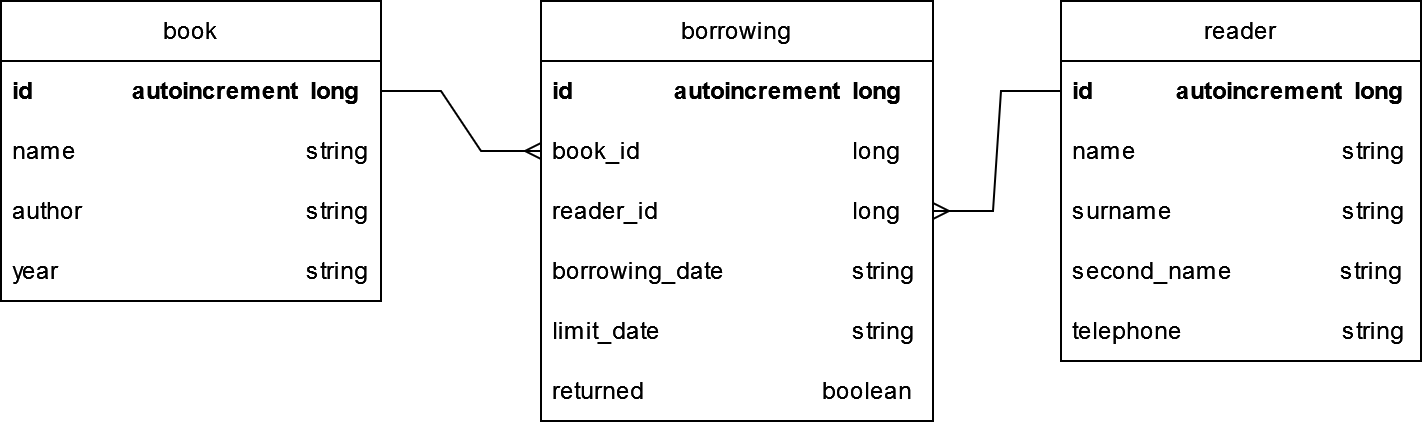 book
id autoincrement long
name string
author string
year string
borrowing
id autoincrement long
book_id long
reader_id long
borrowing_date string
limit_date string
returned boolean
reader
id autoincrement long
name string
surname string
second_name string
telephone string